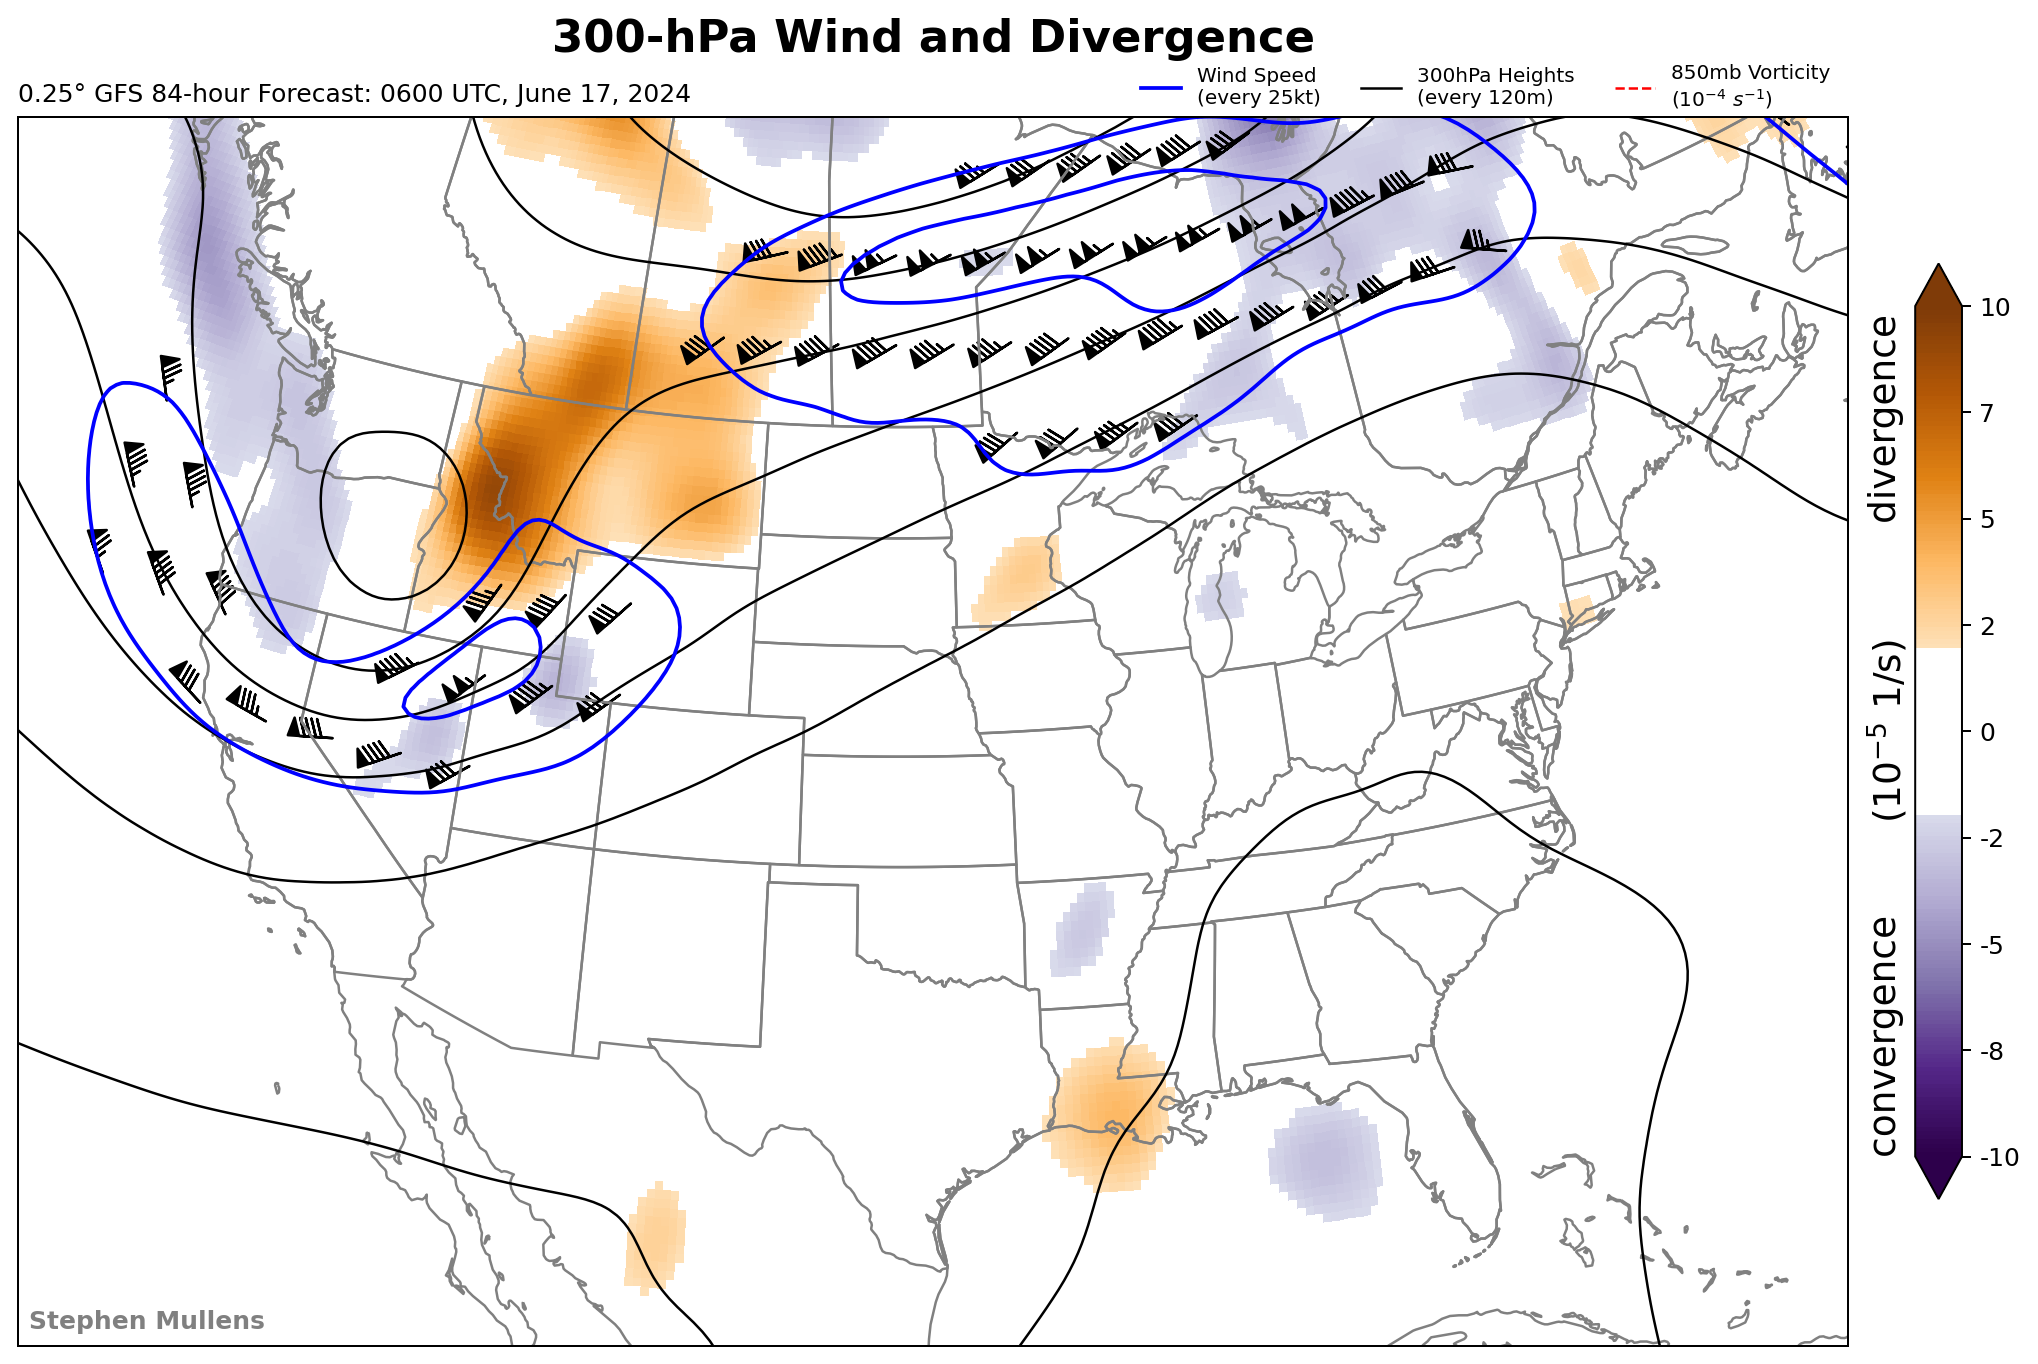 300-hPa Wind and Divergence
0.25° GFS 84-hour Forecast: 0600 UTC, June 17, 2024
Wind Speed
(every 25kt)
300hPa Heights
(every 120m)
850mb Vorticity
(10⁻⁴ s⁻¹)
10
7
5
2
0
-2
-5
-8
-10
convergence (10⁻⁵ 1/s) divergence
Stephen Mullens